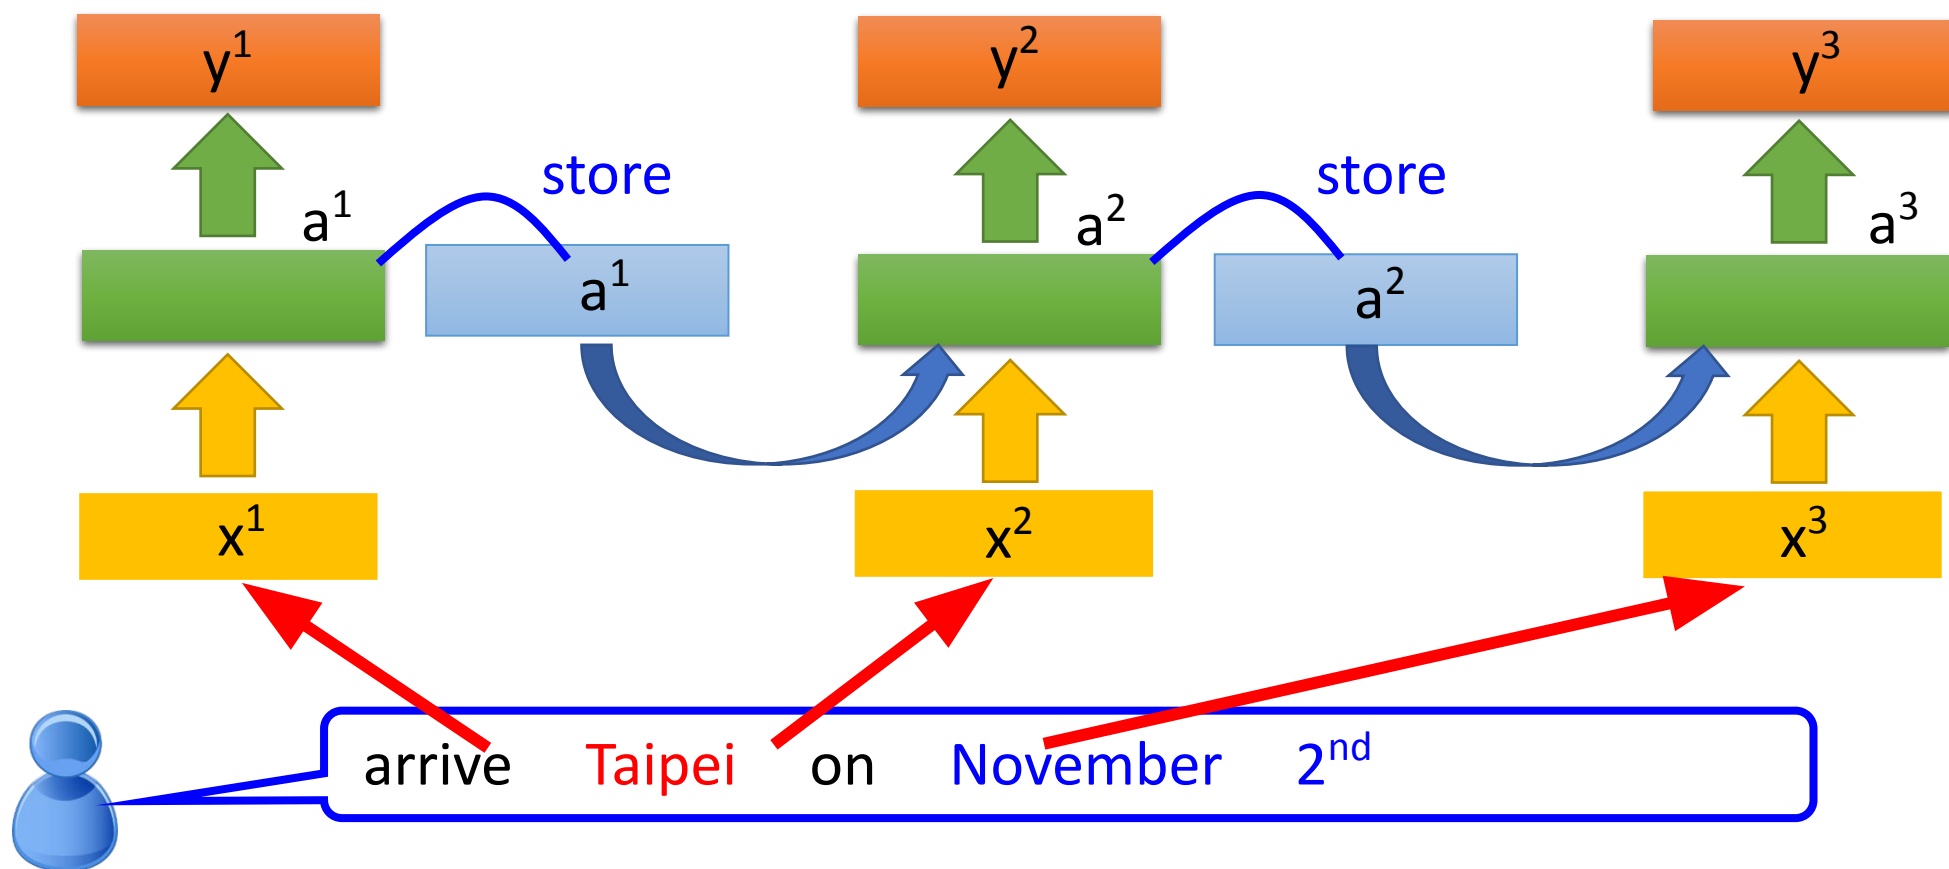 y¹ y² y³
store store
a¹ a² a³
a¹ a²
x¹ x² x³
arrive Taipei on November 2ⁿᵈ